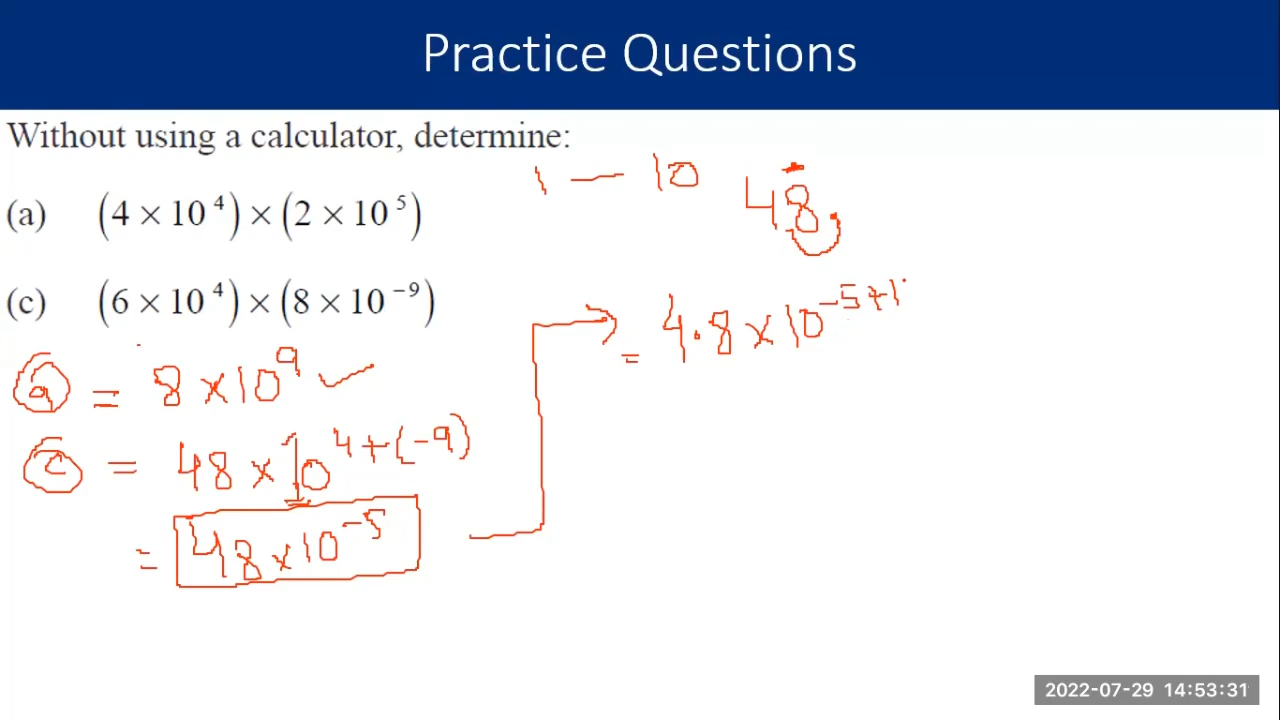 Practice Questions
Without using a calculator, determine:
1 — 10
48
(a) (4 × 10⁴) × (2 × 10⁵)
(c) (6 × 10⁴) × (8 × 10⁻⁹)
= 4.8 × 10⁻⁵⁺¹
a = 8 × 10⁹ ✓
c = 48 × 10⁴⁺⁽⁻⁹⁾
= 48 × 10⁻⁵
2022-07-29 14:53:31